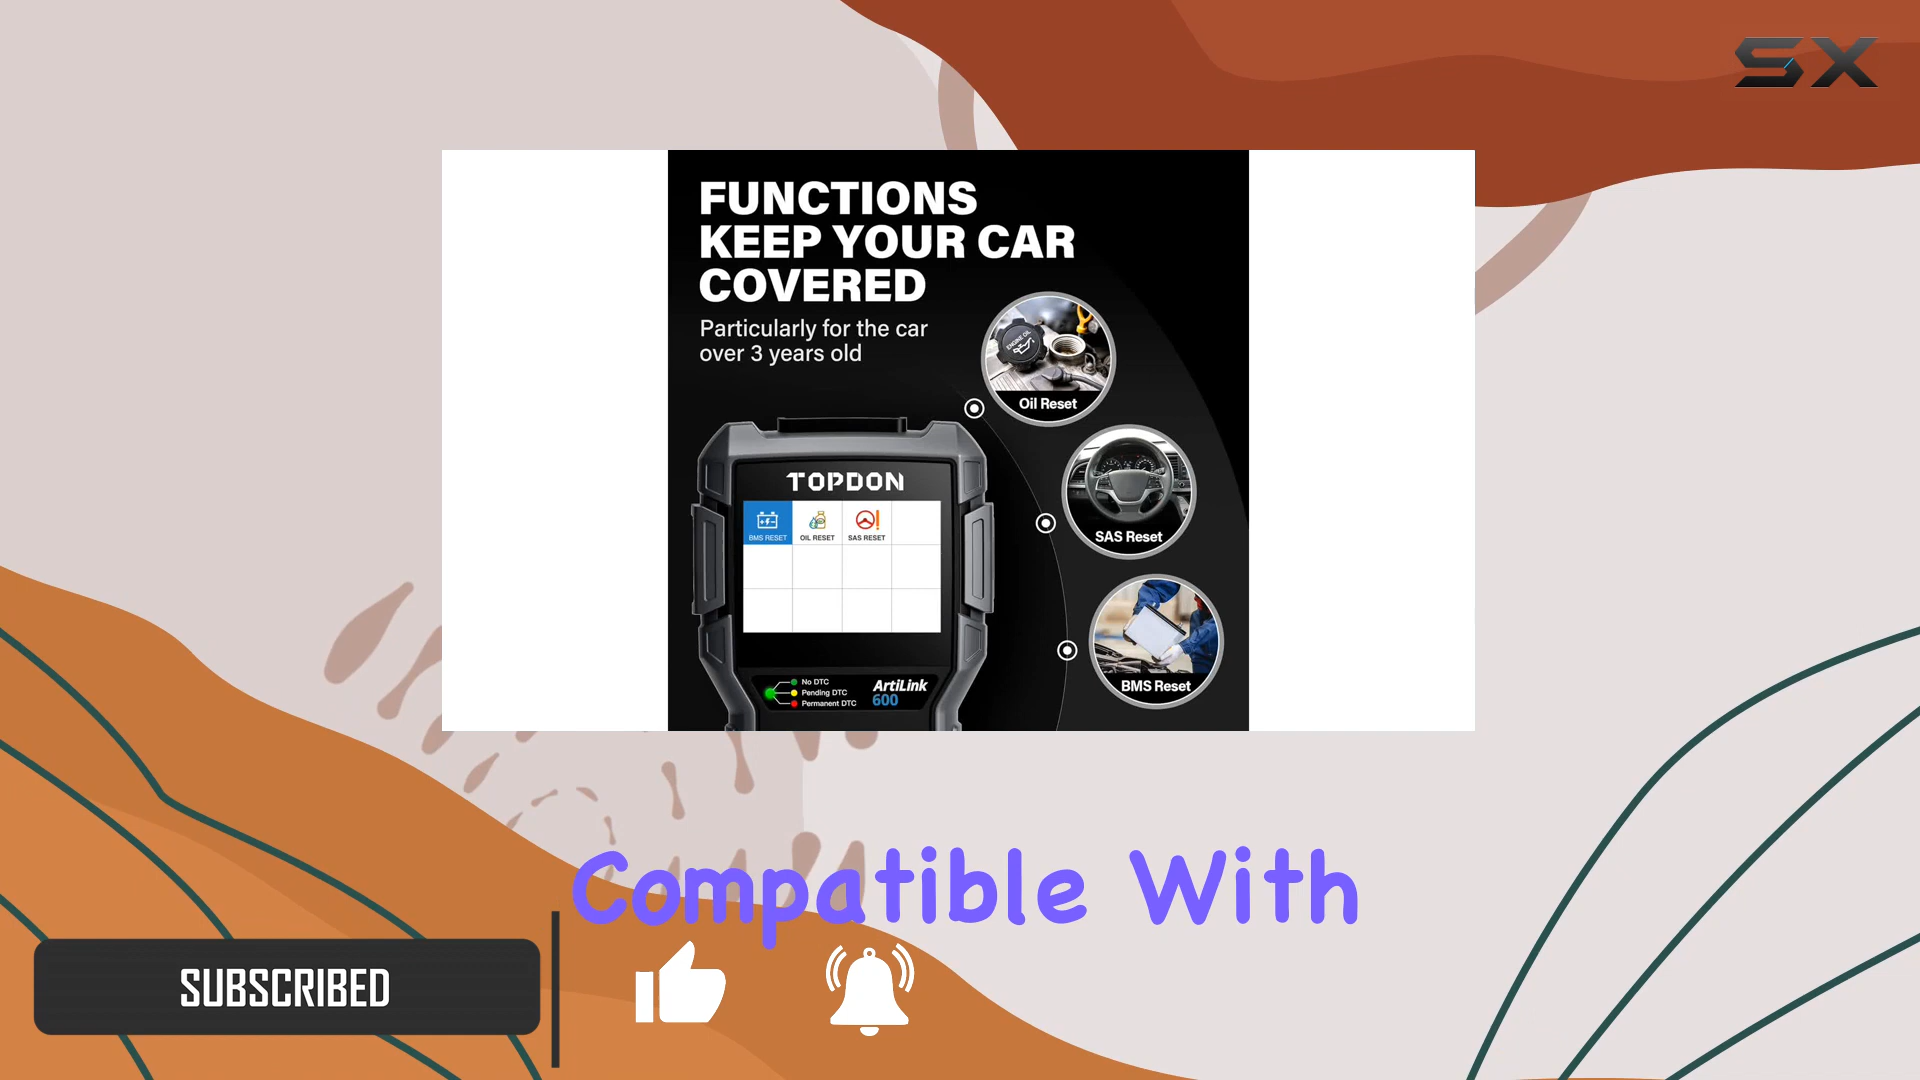 SX
FUNCTIONS
KEEP YOUR CAR
COVERED
Particularly for the car
over 3 years old
ENGINE OIL
Oil Reset
TOPDON
BMS RESET
OIL RESET
SAS RESET
SAS Reset
BMS Reset
No DTC
Pending DTC
Permanent DTC
ArtiLink
600
Compatible With
SUBSCRIBED